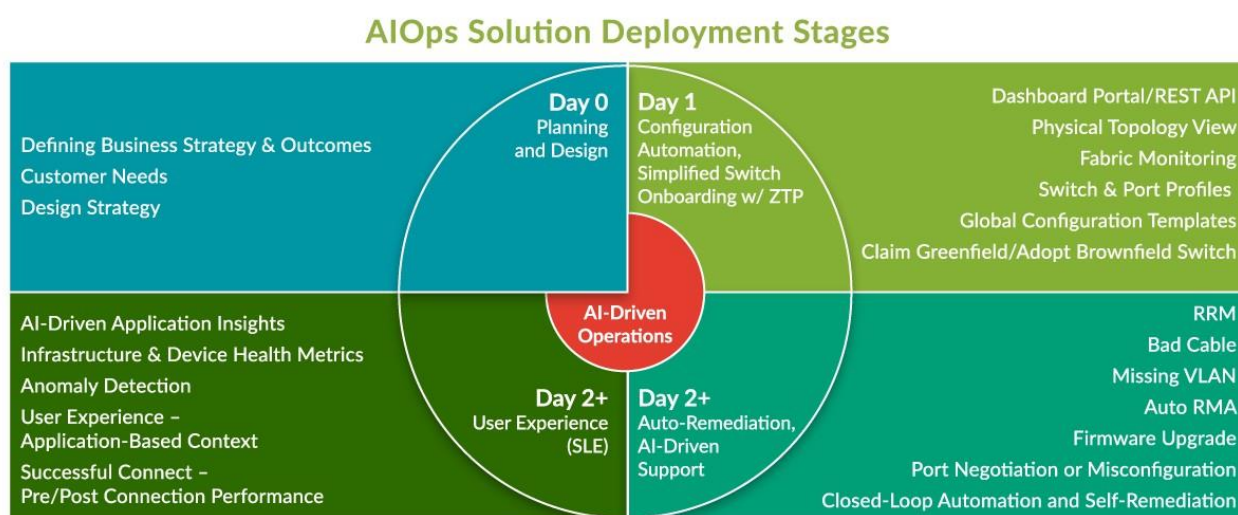 AIOps Solution Deployment Stages
Defining Business Strategy & Outcomes
Customer Needs
Design Strategy
Day 0
Planning
and Design
Day 1
Configuration
Automation,
Simplified Switch
Onboarding w/ ZTP
Dashboard Portal/REST API
Physical Topology View
Fabric Monitoring
Switch & Port Profiles
Global Configuration Templates
Claim Greenfield/Adopt Brownfield Switch
AI-Driven
Operations
AI-Driven Application Insights
Infrastructure & Device Health Metrics
Anomaly Detection
User Experience –
Application-Based Context
Successful Connect –
Pre/Post Connection Performance
Day 2+
User Experience
(SLE)
Day 2+
Auto-Remediation,
AI-Driven
Support
RRM
Bad Cable
Missing VLAN
Auto RMA
Firmware Upgrade
Port Negotiation or Misconfiguration
Closed-Loop Automation and Self-Remediation